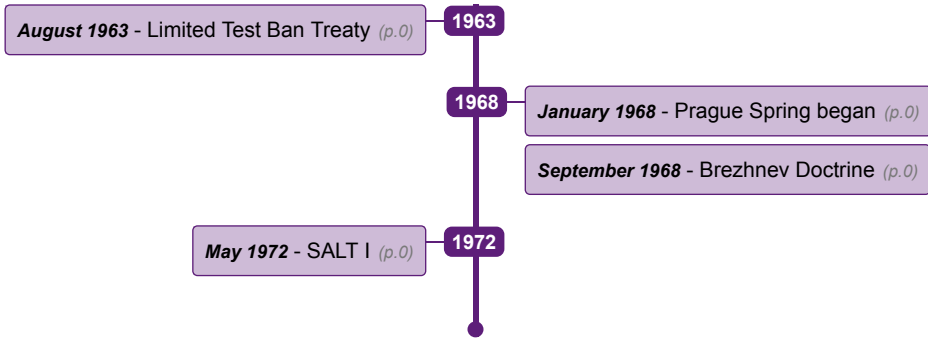 August 1963 - Limited Test Ban Treaty (p.0)
1963
1968
January 1968 - Prague Spring began (p.0)
September 1968 - Brezhnev Doctrine (p.0)
May 1972 - SALT I (p.0)
1972